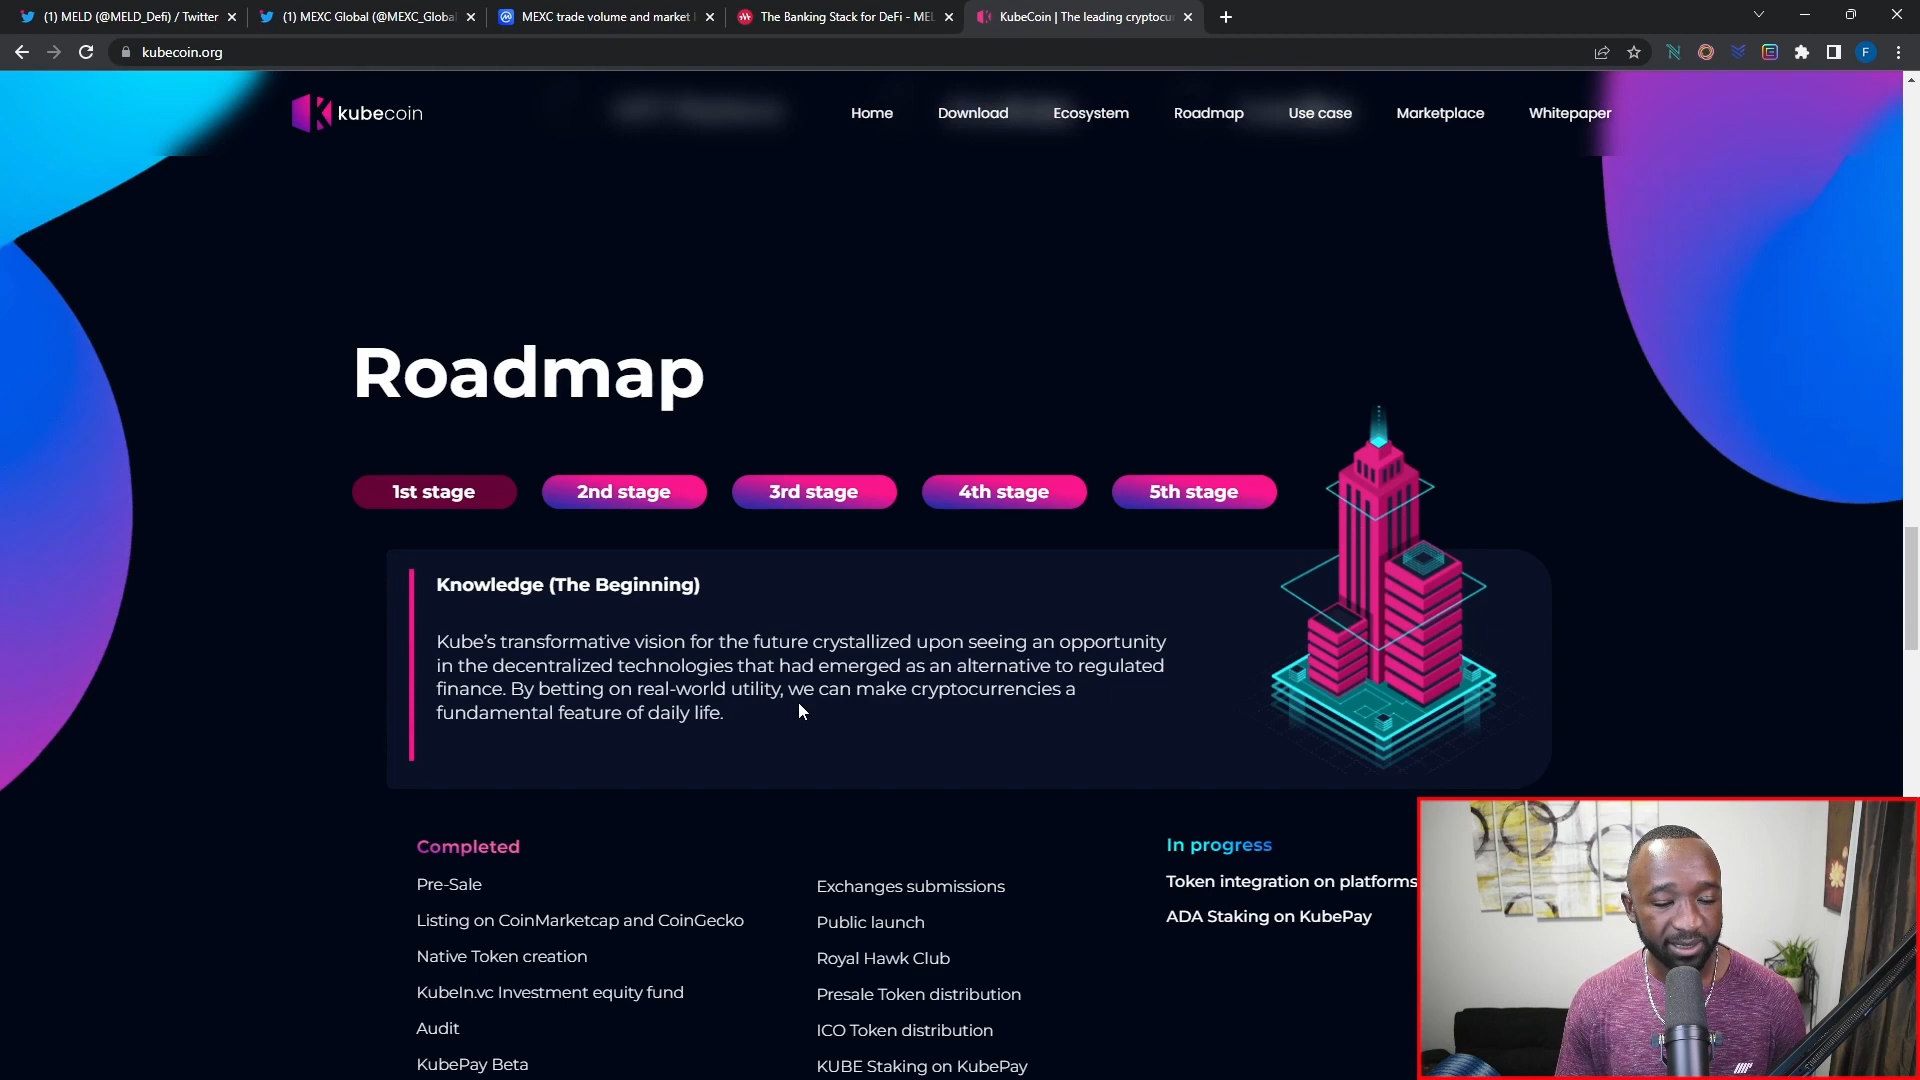 (1) MELD (@MELD_Defi) / Twitter
(1) MEXC Global (@MEXC_Global
MEXC trade volume and market
The Banking Stack for DeFi - MEL
KubeCoin | The leading cryptocu
kubecoin.org
F
kubecoin
Home
Download
Ecosystem
Roadmap
Use case
Marketplace
Whitepaper
Roadmap
1st stage
2nd stage
3rd stage
4th stage
5th stage
Knowledge (The Beginning)
Kube's transformative vision for the future crystallized upon seeing an opportunity
in the decentralized technologies that had emerged as an alternative to regulated
finance. By betting on real-world utility, we can make cryptocurrencies a
fundamental feature of daily life.
Completed
Pre-Sale
Listing on CoinMarketcap and CoinGecko
Native Token creation
KubeIn.vc Investment equity fund
Audit
KubePay Beta
Exchanges submissions
Public launch
Royal Hawk Club
Presale Token distribution
ICO Token distribution
KUBE Staking on KubePay
In progress
Token integration on platforms
ADA Staking on KubePay